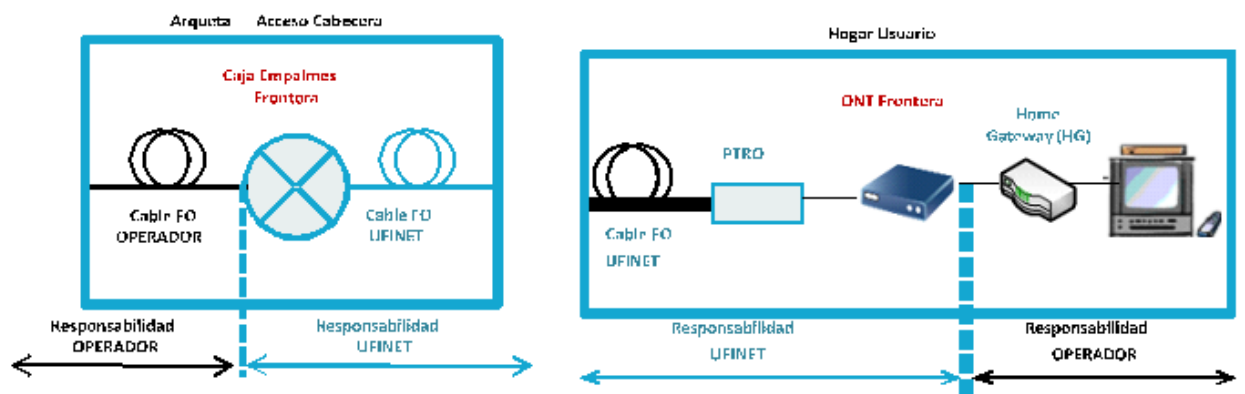 Arqueta Acceso Cabecera
Caja Empalmes
Frontera
Cable FO
OPERADOR
Cable FO
UFINET
Responsabilidad
OPERADOR
Responsabilidad
UFINET
Hogar Usuario
ONT Frontera
Home
Gateway (HG)
PTRO
Cable FO
UFINET
Responsabilidad
UFINET
Responsabilidad
OPERADOR